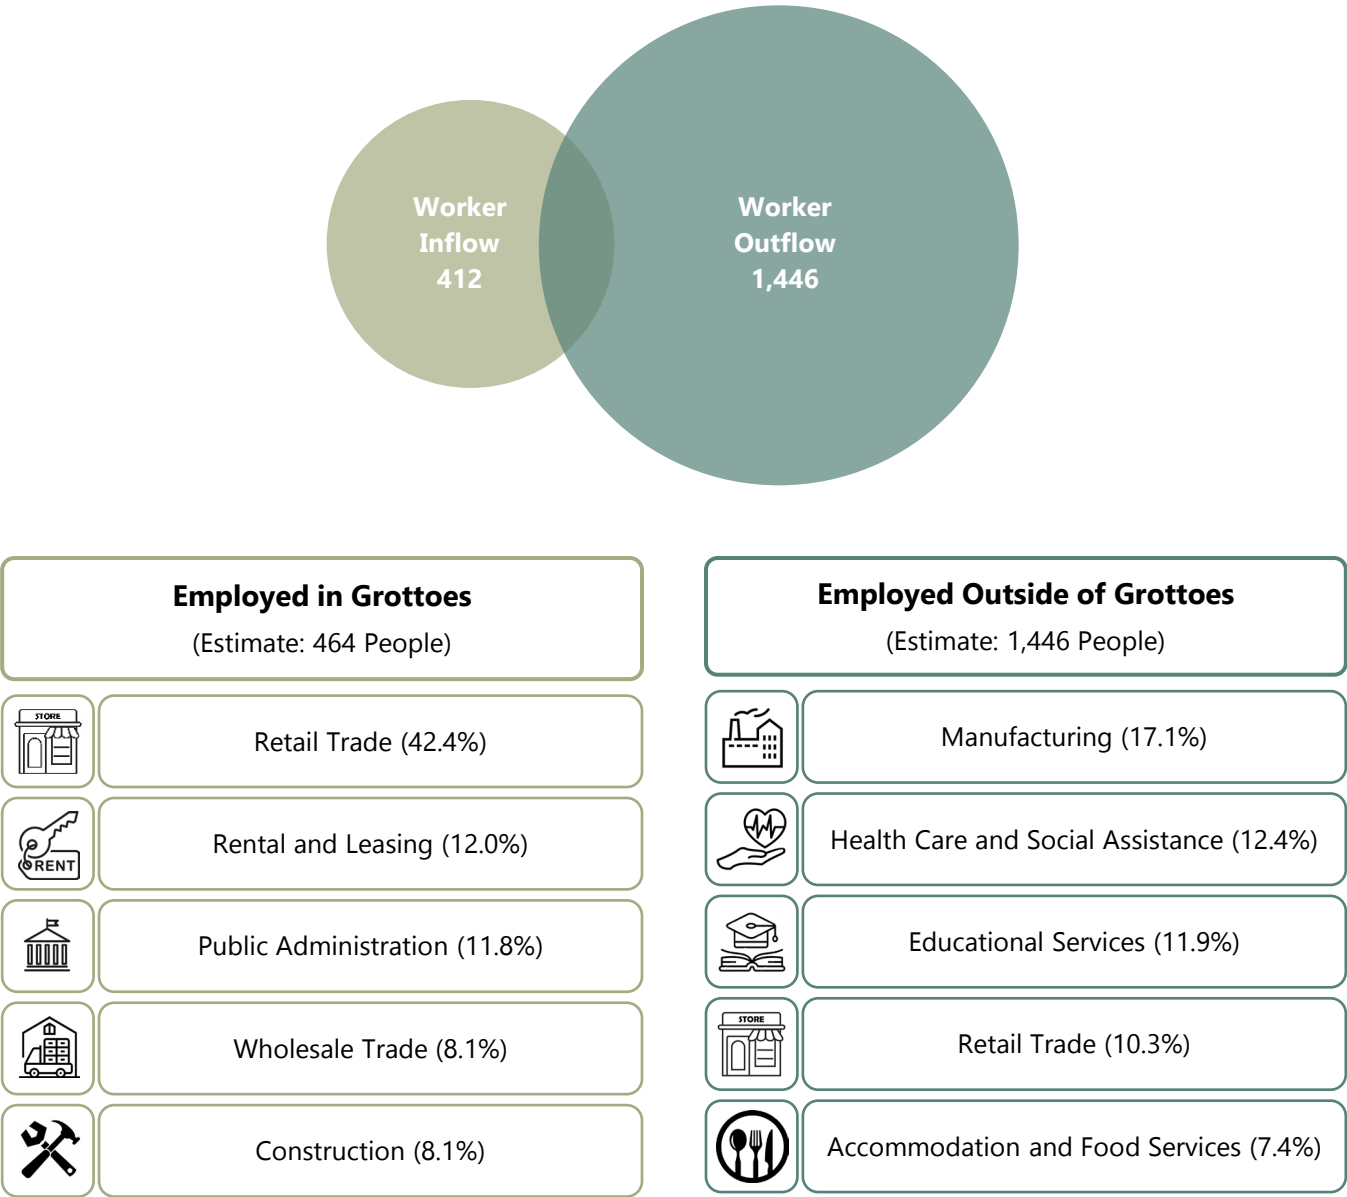 Worker
Inflow
412
Worker
Outflow
1,446
Employed in Grottoes
(Estimate: 464 People)
STORE
Retail Trade (42.4%)
RENT
Rental and Leasing (12.0%)
Public Administration (11.8%)
Wholesale Trade (8.1%)
Construction (8.1%)
Employed Outside of Grottoes
(Estimate: 1,446 People)
Manufacturing (17.1%)
Health Care and Social Assistance (12.4%)
Educational Services (11.9%)
STORE
Retail Trade (10.3%)
Accommodation and Food Services (7.4%)